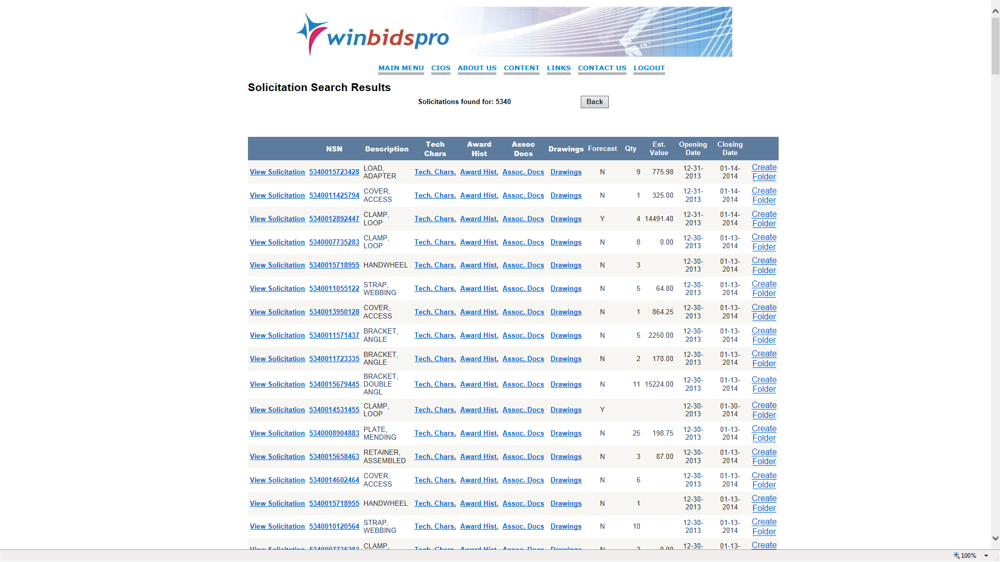 winbidspro
MAIN MENU CIOS ABOUT US CONTENT LINKS CONTACT US LOGOUT
Solicitation Search Results
Solicitations found for: 5340 Back
NSN Description Tech Chars Award Hist Assoc Docs Drawings Forecast Qty Est. Value Opening Date Closing Date
View Solicitation 5340015723428 LOAD, ADAPTER Tech. Chars. Award Hist. Assoc. Docs Drawings N 9 775.98 12-31-2013 01-14-2014 Create Folder
View Solicitation 5340011425794 COVER, ACCESS Tech. Chars. Award Hist. Assoc. Docs Drawings N 1 325.00 12-31-2013 01-14-2014 Create Folder
View Solicitation 5340012892447 CLAMP, LOOP Tech. Chars. Award Hist. Assoc. Docs Drawings Y 4 14491.40 12-31-2013 01-14-2014 Create Folder
View Solicitation 5340007735283 CLAMP, LOOP Tech. Chars. Award Hist. Assoc. Docs Drawings N 8 0.00 12-30-2013 01-13-2014 Create Folder
View Solicitation 5340015718955 HANDWHEEL Tech. Chars. Award Hist. Assoc. Docs Drawings N 3 12-30-2013 01-13-2014 Create Folder
View Solicitation 5340011055122 STRAP, WEBBING Tech. Chars. Award Hist. Assoc. Docs Drawings N 5 64.80 12-30-2013 01-13-2014 Create Folder
View Solicitation 5340013950128 COVER, ACCESS Tech. Chars. Award Hist. Assoc. Docs Drawings N 1 864.25 12-30-2013 01-13-2014 Create Folder
View Solicitation 5340011571437 BRACKET, ANGLE Tech. Chars. Award Hist. Assoc. Docs Drawings N 5 2250.00 12-30-2013 01-13-2014 Create Folder
View Solicitation 5340011723335 BRACKET, ANGLE Tech. Chars. Award Hist. Assoc. Docs Drawings N 2 170.00 12-30-2013 01-13-2014 Create Folder
View Solicitation 5340015679445 BRACKET, DOUBLE ANGL Tech. Chars. Award Hist. Assoc. Docs Drawings N 11 15224.00 12-30-2013 01-13-2014 Create Folder
View Solicitation 5340014531455 CLAMP, LOOP Tech. Chars. Award Hist. Assoc. Docs Drawings Y 12-30-2013 01-30-2014 Create Folder
View Solicitation 5340008904883 PLATE, MENDING Tech. Chars. Award Hist. Assoc. Docs Drawings N 25 198.75 12-30-2013 01-13-2014 Create Folder
View Solicitation 5340015658463 RETAINER, ASSEMBLED Tech. Chars. Award Hist. Assoc. Docs Drawings N 3 87.00 12-30-2013 01-13-2014 Create Folder
View Solicitation 5340014602464 COVER, ACCESS Tech. Chars. Award Hist. Assoc. Docs Drawings N 6 12-30-2013 01-13-2014 Create Folder
View Solicitation 5340015718955 HANDWHEEL Tech. Chars. Award Hist. Assoc. Docs Drawings N 1 12-30-2013 01-13-2014 Create Folder
View Solicitation 5340010120564 STRAP, WEBBING Tech. Chars. Award Hist. Assoc. Docs Drawings N 10 12-30-2013 01-13-2014 Create Folder
View Solicitation 5340007735283 CLAMP, Tech. Chars. Award Hist. Assoc. Docs Drawings N 2 0.00 12-30- 01-13- Create
100%